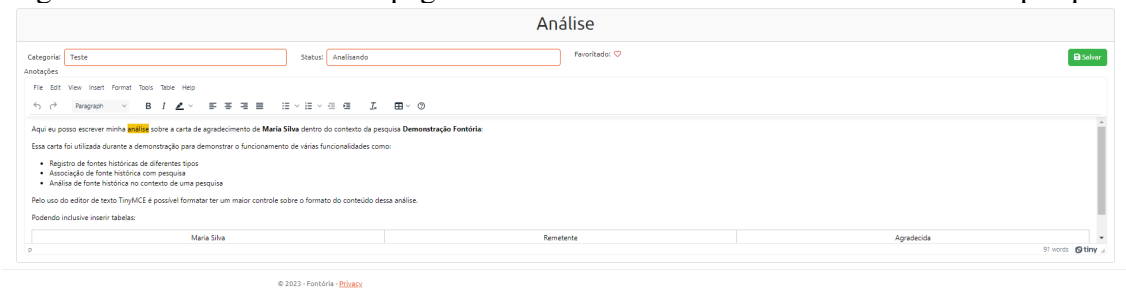 Análise
Categoria: Teste Status: Analisando Favoritado: Salvar
Anotações
File Edit View Insert Format Tools Table Help
Paragraph B I
Aqui eu posso escrever minha análise sobre a carta de agradecimento de Maria Silva dentro do contexto da pesquisa Demonstração Fontória:
Essa carta foi utilizada durante a demonstração para demonstrar o funcionamento de várias funcionalidades como:
Registro de fontes históricas de diferentes tipos
Associação de fonte histórica com pesquisa
Análisa de fonte histórica no contexto de uma pesquisa
Pelo uso do editor de texto TinyMCE é possível formatar ter um maior controle sobre o formato do conteúdo dessa análise.
Podendo inclusive inserir tabelas:
Maria Silva Remetente Agradecida
p 91 words tiny
© 2023 - Fontória - Privacy